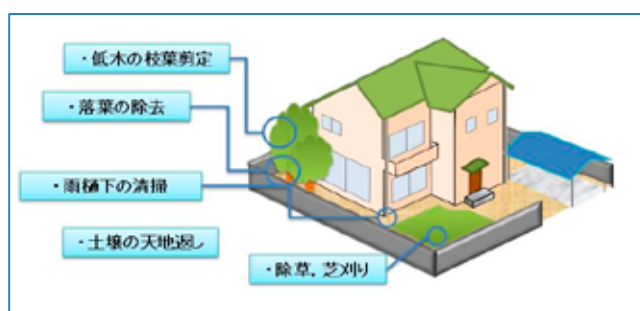 ・低木の枝葉剪定
・落葉の除去
・雨樋下の清掃
・土壌の天地返し
・除草，芝刈り